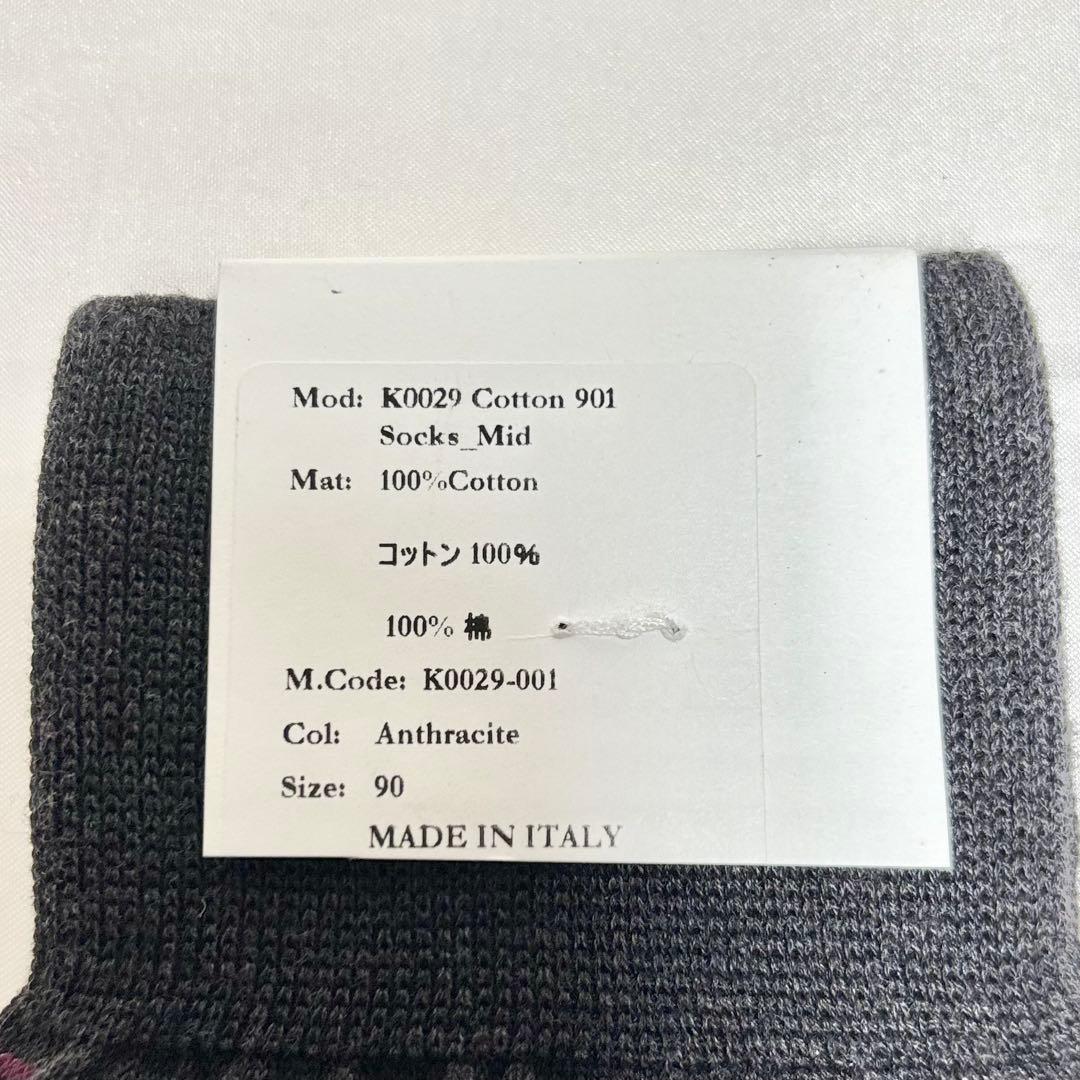 Mod: K0029 Cotton 901
Socks_Mid
Mat: 100%Cotton
コットン 100%
100% 棉
M.Code: K0029-001
Col: Anthracite
Size: 90
MADE IN ITALY